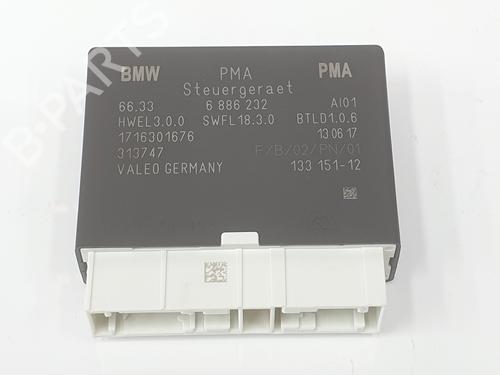 BMW PMA PMA
Steuergeraet
66.33 6 886 232 AI01
HWEL3.0.0 SWFL18.3.0 BTLD1.0.6
1716301676 13.06.17
313747 F/B/02/PN/01
VALEO GERMANY 133 151-12